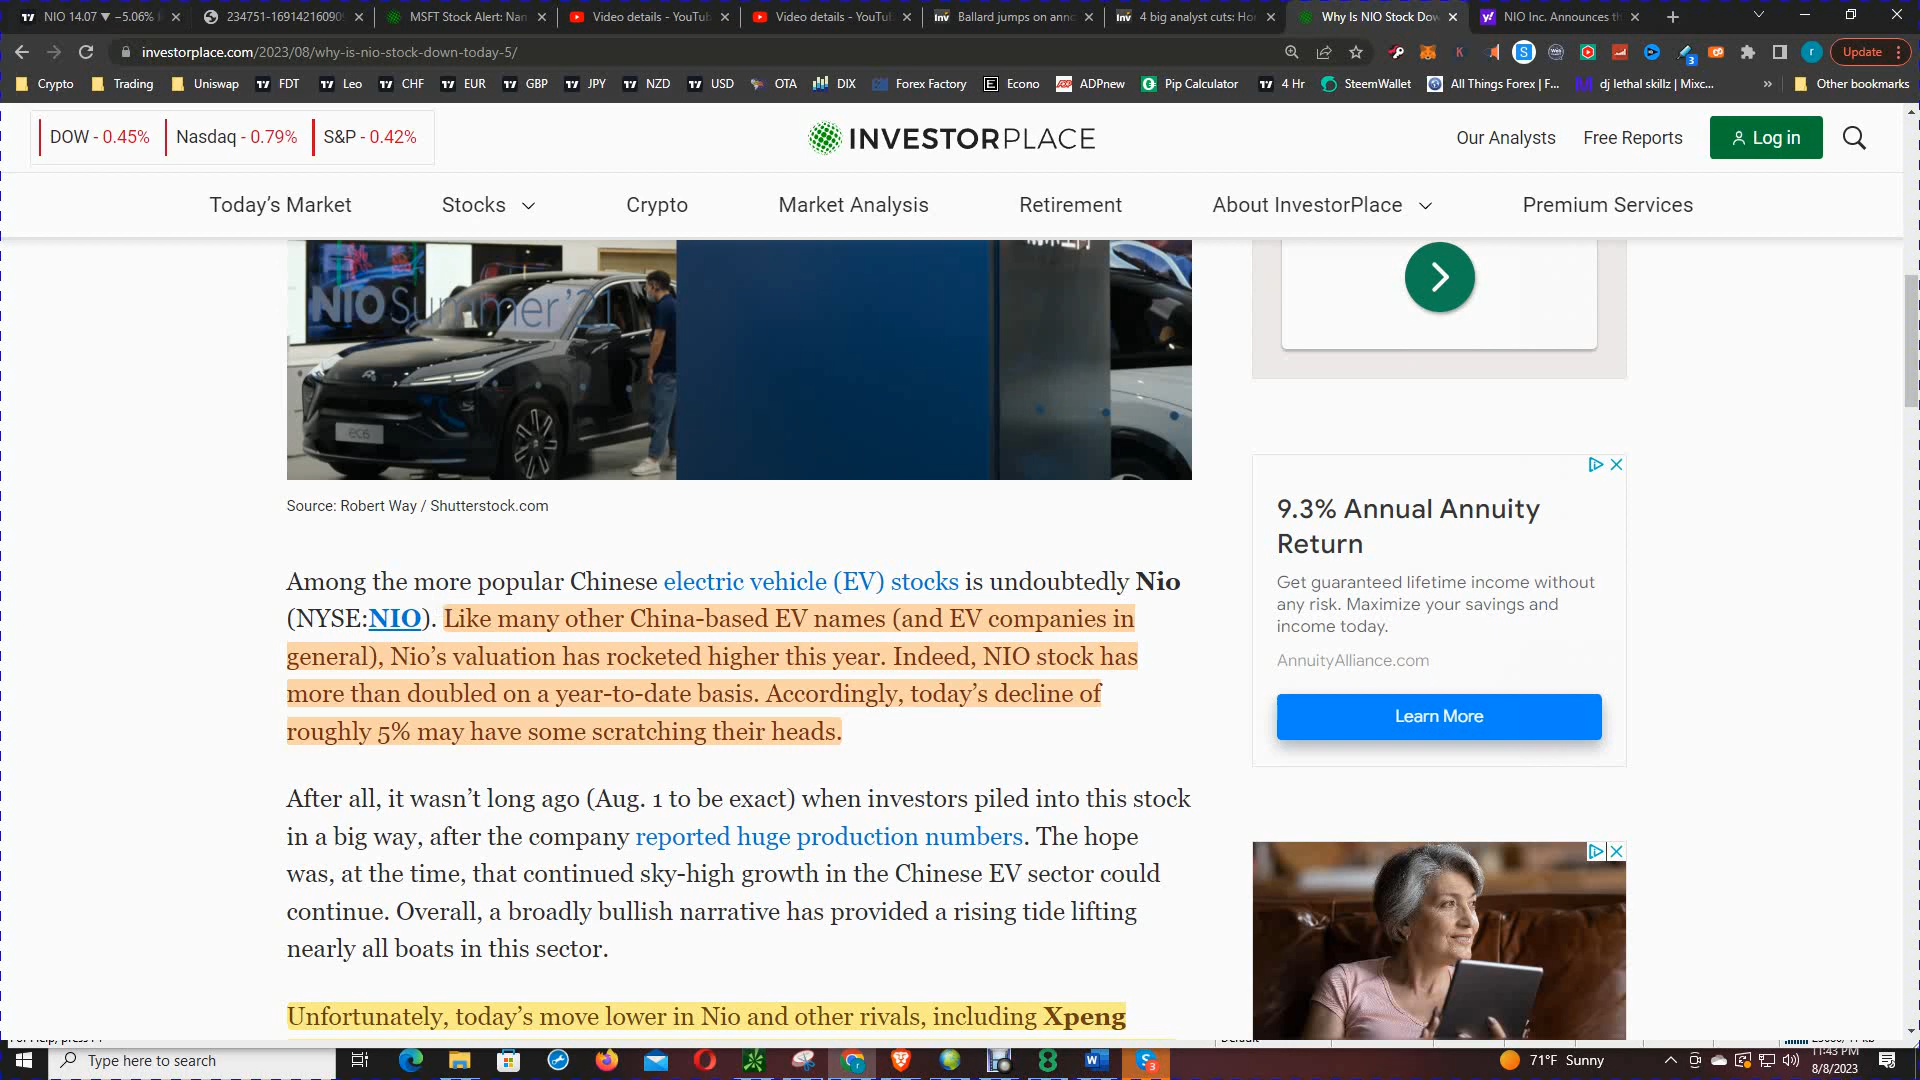 NIO 14.07 ▼ −5.06%
234751-169142160909
MSFT Stock Alert: Nan
Video details - YouTub
Video details - YouTub
Ballard jumps on anno
4 big analyst cuts: Hor
Why Is NIO Stock Dow
NIO Inc. Announces th
investorplace.com/2023/08/why-is-nio-stock-down-today-5/
Update
Crypto Trading Uniswap FDT Leo CHF EUR GBP JPY NZD USD OTA DIX Forex Factory Econo ADPnew Pip Calculator 4 Hr SteemWallet All Things Forex | F... dj lethal skillz | Mixc... » Other bookmarks
DOW - 0.45% Nasdaq - 0.79% S&P - 0.42%
INVESTORPLACE
Our Analysts Free Reports Log in
Today's Market Stocks Crypto Market Analysis Retirement About InvestorPlace Premium Services
NIO Summer '21
Source: Robert Way / Shutterstock.com
Among the more popular Chinese electric vehicle (EV) stocks is undoubtedly Nio
(NYSE:NIO). Like many other China-based EV names (and EV companies in
general), Nio’s valuation has rocketed higher this year. Indeed, NIO stock has
more than doubled on a year-to-date basis. Accordingly, today’s decline of
roughly 5% may have some scratching their heads.
After all, it wasn’t long ago (Aug. 1 to be exact) when investors piled into this stock
in a big way, after the company reported huge production numbers. The hope
was, at the time, that continued sky-high growth in the Chinese EV sector could
continue. Overall, a broadly bullish narrative has provided a rising tide lifting
nearly all boats in this sector.
Unfortunately, today’s move lower in Nio and other rivals, including Xpeng
9.3% Annual Annuity
Return
Get guaranteed lifetime income without
any risk. Maximize your savings and
income today.
AnnuityAlliance.com
Learn More
Type here to search
71°F Sunny
11:43 PM
8/8/2023